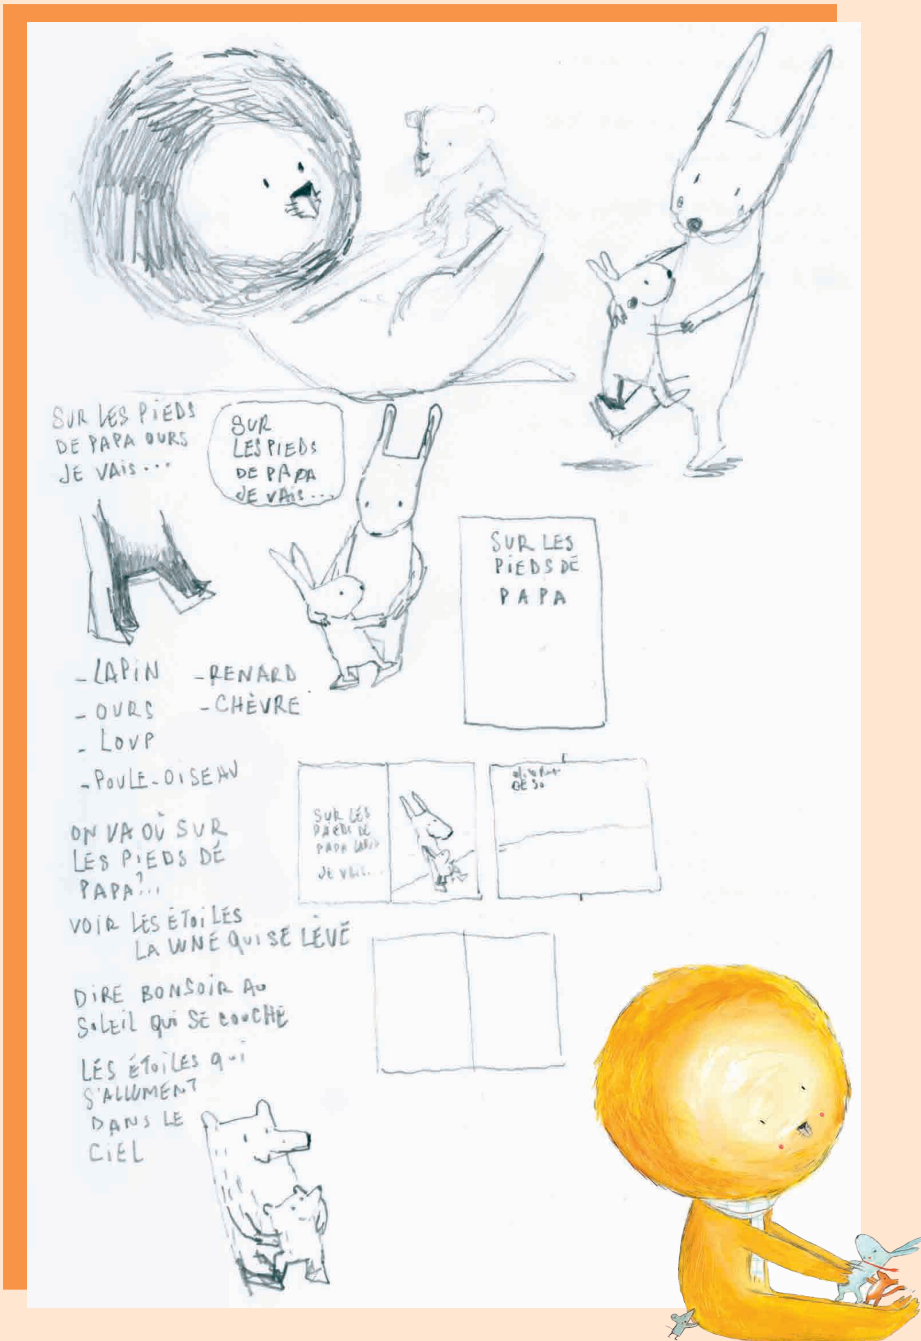 SUR LES PIEDS
DE PAPA OURS
JE VAIS...
SUR
LES PIEDS
DE PAPA
JE VAIS...
SUR LES
PIEDS DE
PAPA
-LAPIN
-OURS
-LOUP
-POULE-OISEAU
-RENARD
-CHÈVRE
SUR LES
PIEDS DE
PAPA LAPIN
JE VAIS...
ON VA OÙ SUR
LES PIEDS DE
PAPA?...
VOIR LES ÉTOILES
LA LUNE QUI SE LÈVE
DIRE BONSOIR AU
SOLEIL QUI SE COUCHE
LES ÉTOILES QUI
S'ALLUMENT
DANS LE
CIEL